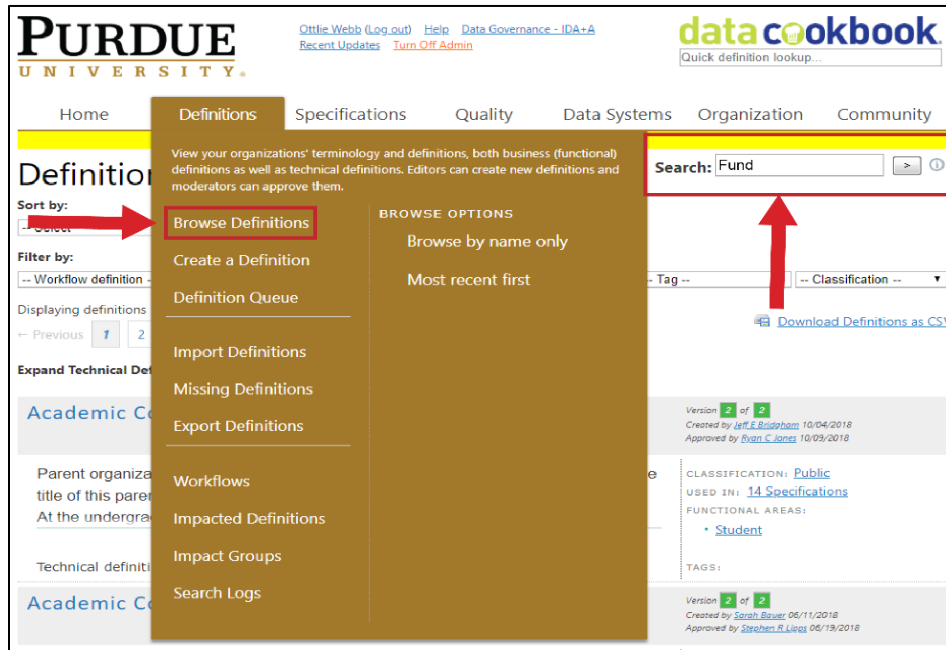 PURDUE
UNIVERSITY
Ottlie Webb (Log out) Help Data Governance - IDA+A
Recent Updates Turn Off Admin
data cookbook
Quick definition lookup...
Home Definitions Specifications Quality Data Systems Organization Community
View your organizations' terminology and definitions, both business (functional)
definitions as well as technical definitions. Editors can create new definitions and
moderators can approve them.
Search: Fund >
Sort by:
Browse Definitions
BROWSE OPTIONS
Browse by name only
Create a Definition
Most recent first
Definition Queue
Filter by:
-- Workflow definition -- Tag -- -- Classification --
Displaying definitions
Download Definitions as CSV
← Previous 1 2
Import Definitions
Missing Definitions
Export Definitions
Expand Technical
Academic
Version 2 of 2
Created by Jeff E Bridgham 10/04/2018
Approved by Ryan C Jones 10/09/2018
Workflows
Impacted Definitions
Impact Groups
Search Logs
Parent
title of this
At the
CLASSIFICATION: Public
USED IN: 14 Specifications
FUNCTIONAL AREAS:
• Student
Technical
TAGS:
Academic
Version 2 of 2
Created by Sarah Bauer 06/11/2018
Approved by Stephen R Lipps 06/19/2018